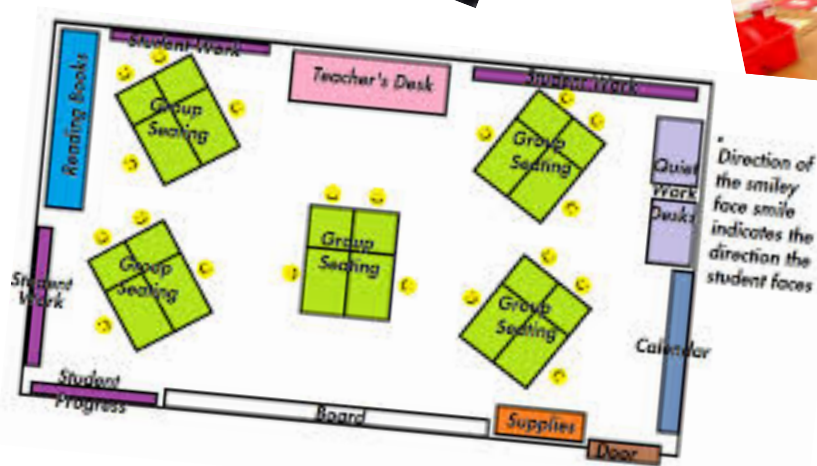 Student Work
Reading Books
Group
Seating
Teacher's Desk
Student Work
Group
Seating
Quiet
Work
Desks
*
Direction of
the smiley
face smile
indicates the
direction the
student faces
Group
Seating
Group
Seating
Group
Seating
Student
Work
Calendar
Student
Progress
Board
Supplies
Door